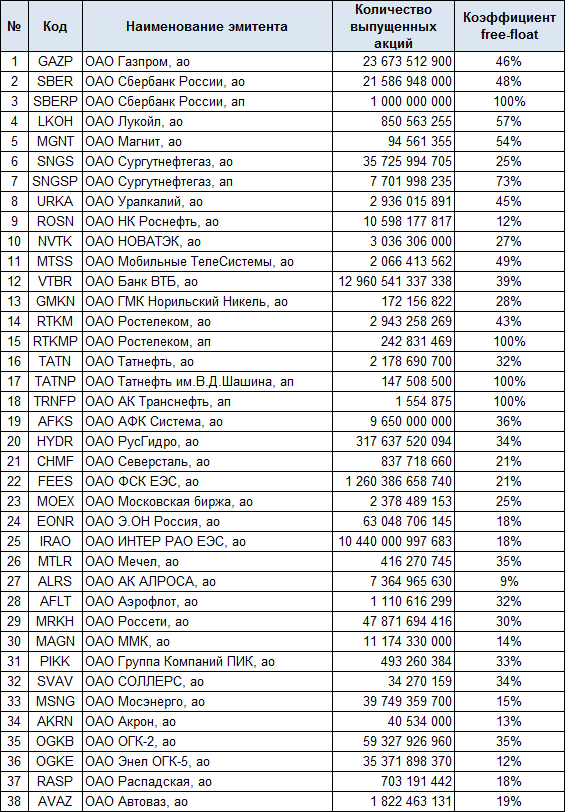 № Код Наименование эмитента Количество выпущенных акций Коэффициент free-float
1 GAZP ОАО Газпром, ао 23 673 512 900 46%
2 SBER ОАО Сбербанк России, ао 21 586 948 000 48%
3 SBERP ОАО Сбербанк России, ап 1 000 000 000 100%
4 LKOH ОАО Лукойл, ао 850 563 255 57%
5 MGNT ОАО Магнит, ао 94 561 355 54%
6 SNGS ОАО Сургутнефтегаз, ао 35 725 994 705 25%
7 SNGSP ОАО Сургутнефтегаз, ап 7 701 998 235 73%
8 URKA ОАО Уралкалий, ао 2 936 015 891 45%
9 ROSN ОАО НК Роснефть, ао 10 598 177 817 12%
10 NVTK ОАО НОВАТЭК, ао 3 036 306 000 27%
11 MTSS ОАО Мобильные ТелеСистемы, ао 2 066 413 562 49%
12 VTBR ОАО Банк ВТБ, ао 12 960 541 337 338 39%
13 GMKN ОАО ГМК Норильский Никель, ао 172 156 822 28%
14 RTKM ОАО Ростелеком, ао 2 943 258 269 43%
15 RTKMP ОАО Ростелеком, ап 242 831 469 100%
16 TATN ОАО Татнефть, ао 2 178 690 700 32%
17 TATNP ОАО Татнефть им.В.Д.Шашина, ап 147 508 500 100%
18 TRNFP ОАО АК Транснефть, ап 1 554 875 100%
19 AFKS ОАО АФК Система, ао 9 650 000 000 36%
20 HYDR ОАО РусГидро, ао 317 637 520 094 34%
21 CHMF ОАО Северсталь, ао 837 718 660 21%
22 FEES ОАО ФСК ЕЭС, ао 1 260 386 658 740 21%
23 MOEX ОАО Московская биржа, ао 2 378 489 153 25%
24 EONR ОАО Э.ОН Россия, ао 63 048 706 145 18%
25 IRAO ОАО ИНТЕР РАО ЕЭС, ао 10 440 000 997 683 18%
26 MTLR ОАО Мечел, ао 416 270 745 35%
27 ALRS ОАО АК АЛРОСА, ао 7 364 965 630 9%
28 AFLT ОАО Аэрофлот, ао 1 110 616 299 32%
29 MRKH ОАО Россети, ао 47 871 694 416 30%
30 MAGN ОАО ММК, ао 11 174 330 000 14%
31 PIKK ОАО Группа Компаний ПИК, ао 493 260 384 33%
32 SVAV ОАО СОЛЛЕРС, ао 34 270 159 34%
33 MSNG ОАО Мосэнерго, ао 39 749 359 700 15%
34 AKRN ОАО Акрон, ао 40 534 000 13%
35 OGKB ОАО ОГК-2, ао 59 327 926 960 35%
36 OGKE ОАО Энел ОГК-5, ао 35 371 898 370 12%
37 RASP ОАО Распадская, ао 703 191 442 18%
38 AVAZ ОАО Автоваз, ао 1 822 463 131 19%